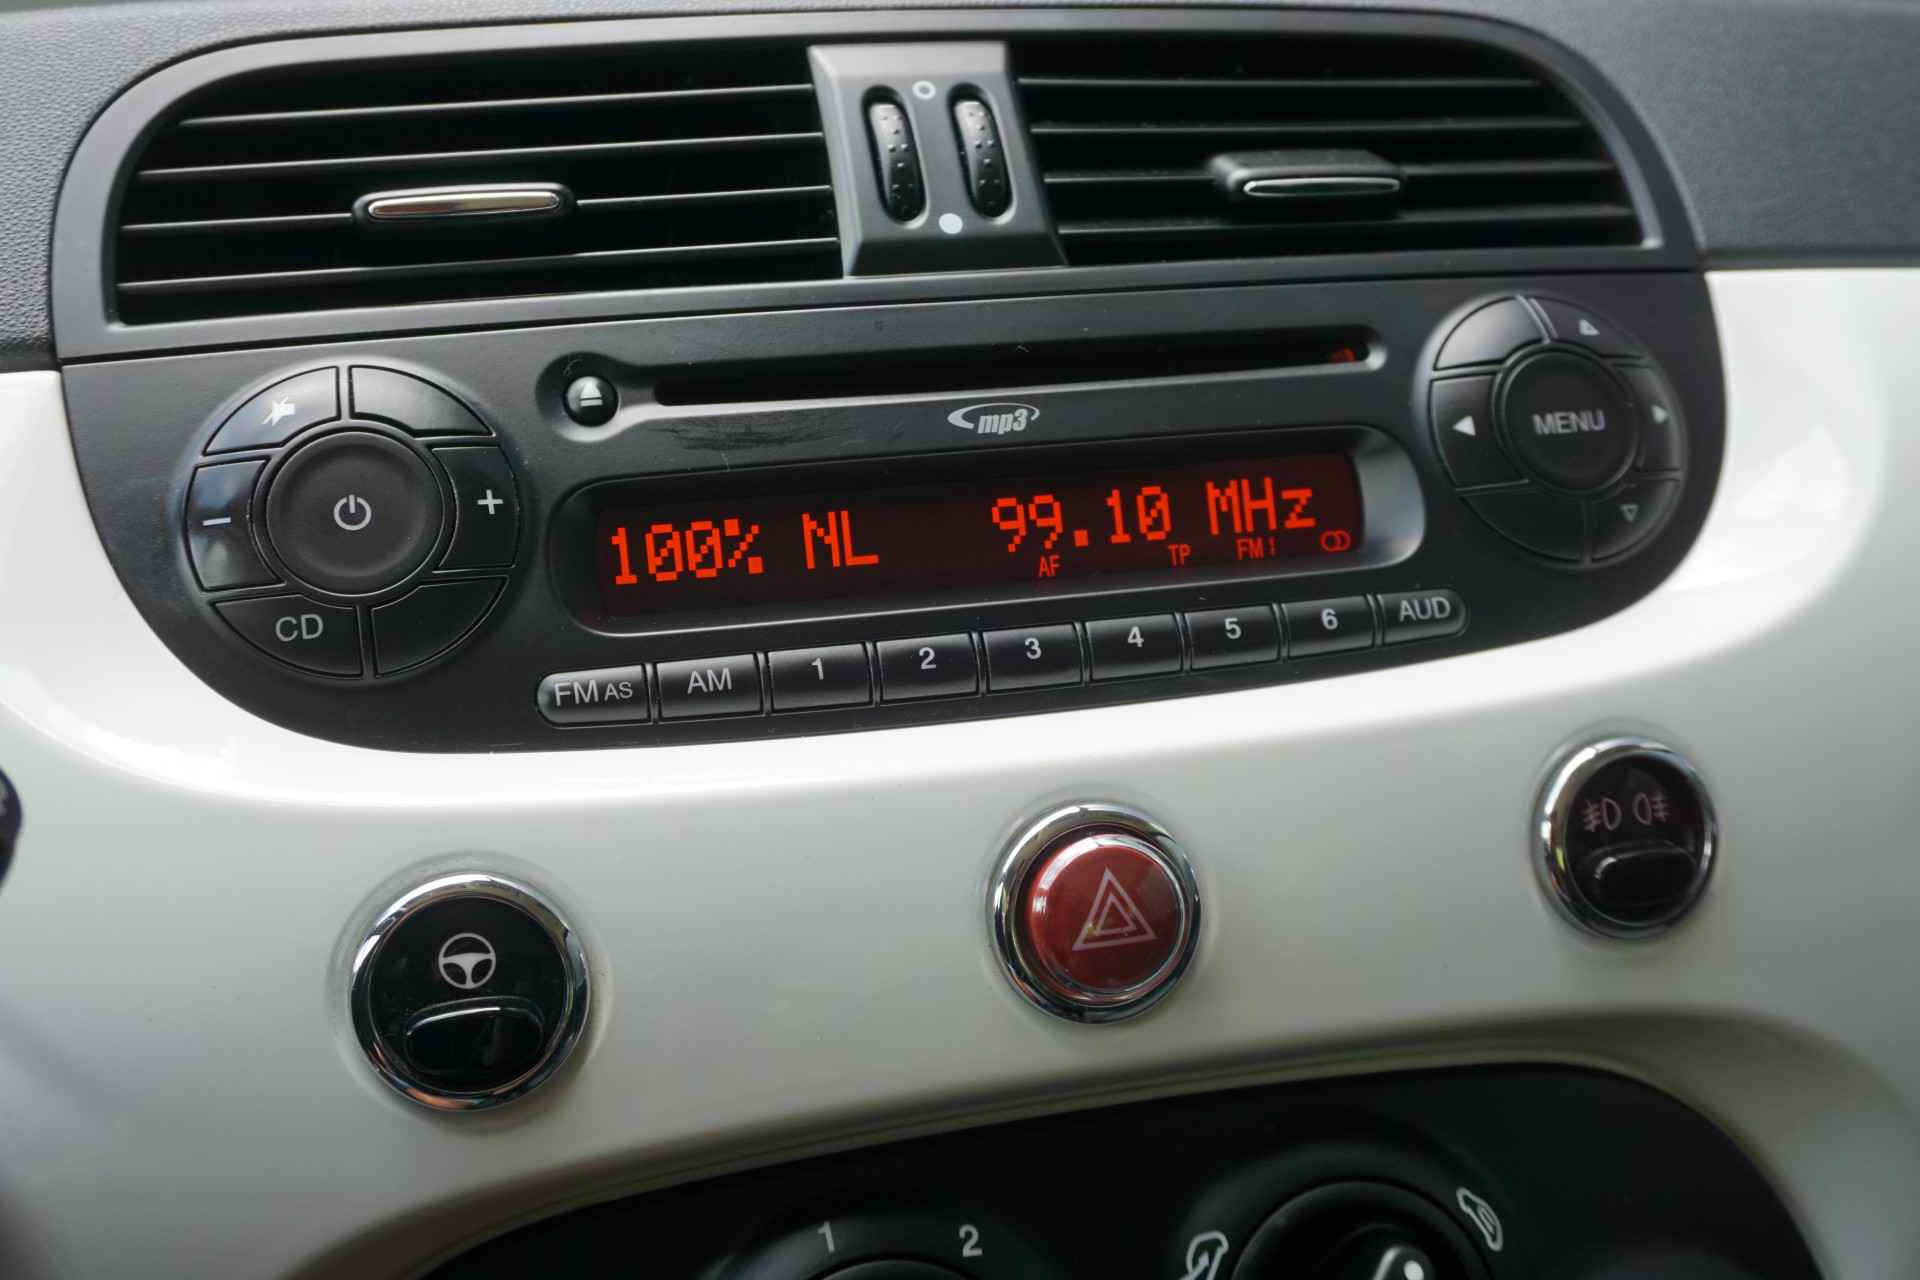 mp3
MENU
100% NL 99.10 MHz
AF TP FM1
CD
FM AS AM 1 2 3 4 5 6 AUD
1 2